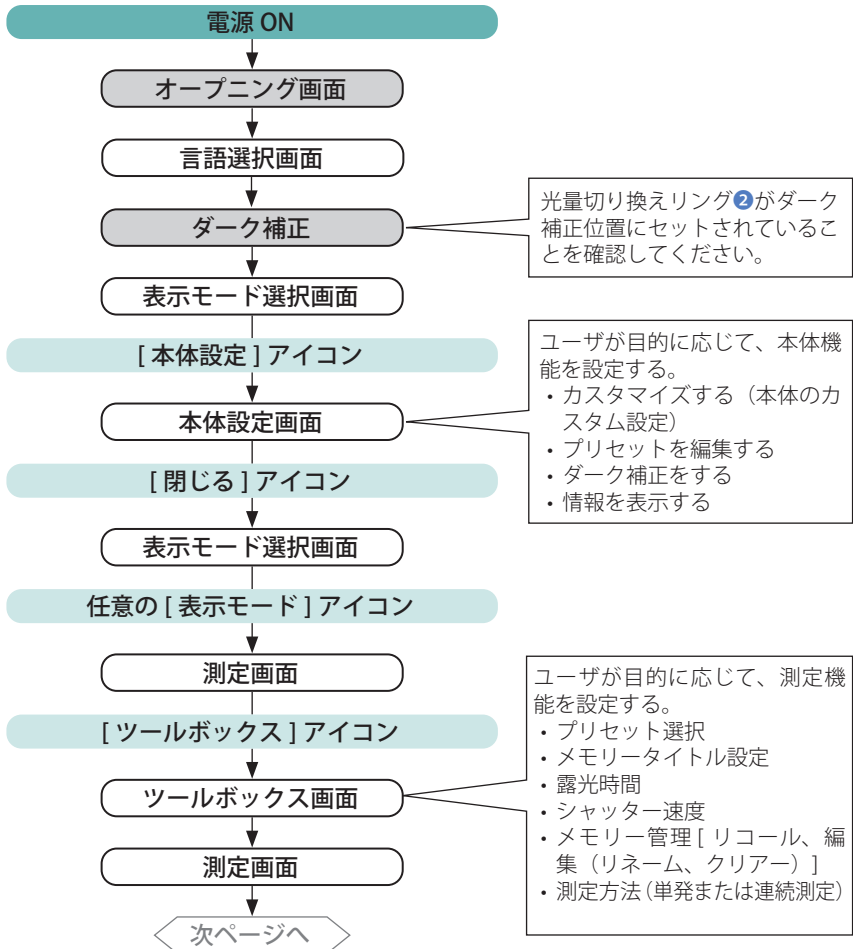 電源 ON
オープニング画面
言語選択画面
ダーク補正
光量切り換えリング❷がダーク
補正位置にセットされているこ
とを確認してください。
表示モード選択画面
[ 本体設定 ] アイコン
本体設定画面
ユーザが目的に応じて、本体機
能を設定する。
・カスタマイズする（本体のカ
スタム設定）
・プリセットを編集する
・ダーク補正をする
・情報を表示する
[ 閉じる ] アイコン
表示モード選択画面
任意の [ 表示モード ] アイコン
測定画面
[ ツールボックス ] アイコン
ツールボックス画面
ユーザが目的に応じて、測定機
能を設定する。
・プリセット選択
・メモリータイトル設定
・露光時間
・シャッター速度
・メモリー管理 [ リコール、編
集（リネーム、クリアー）]
・測定方法（単発または連続測定）
測定画面
次ページへ